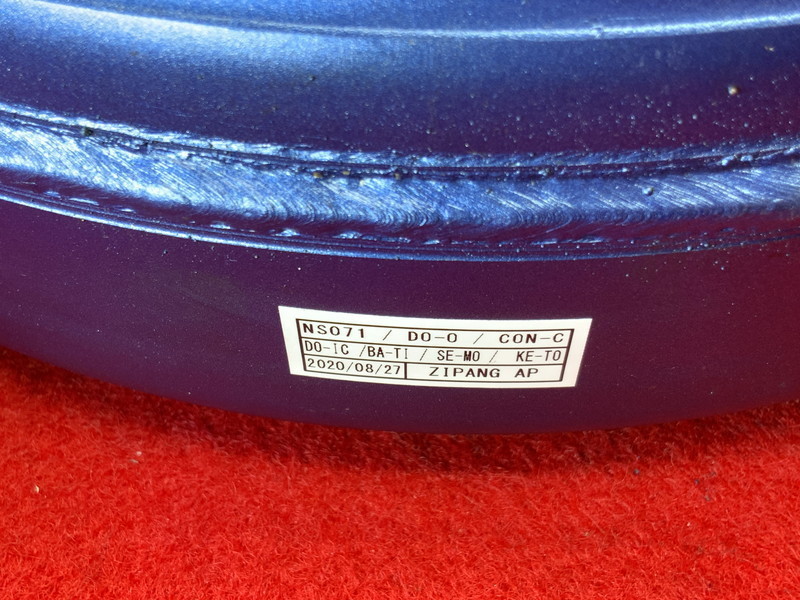 NS071 / DO-O / CON-C
DO-IC /BA-TI / SE-MO / KE-TO
2020/08/27 ZIPANG AP